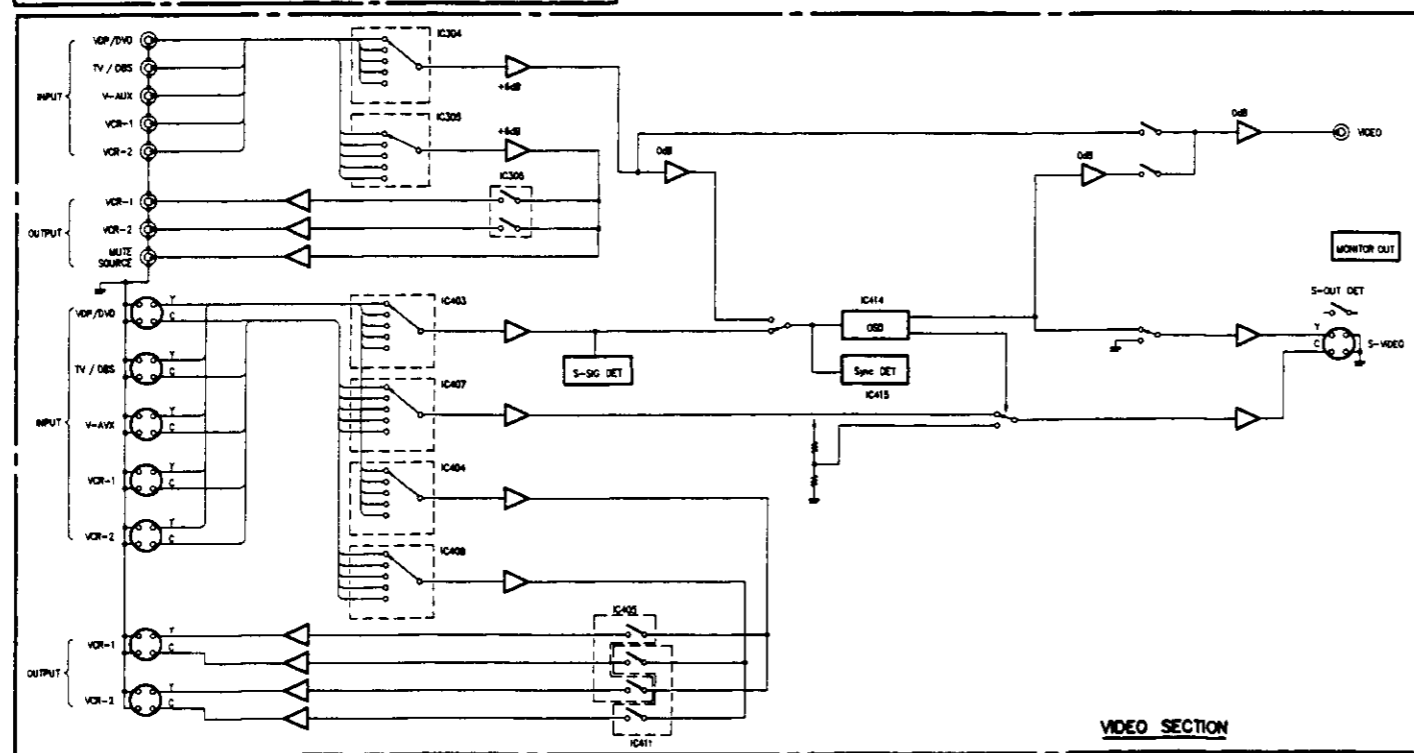 VDP/DVD
TV / DBS
V-AUX
VCR-1
VCR-2
INPUT
VCR-1
VCR-2
MUTE
SOURCE
OUTPUT
IC304
+6dB
IC305
+6dB
IC306
0dB
0dB
0dB
VIDEO
MONITOR OUT
S-OUT DET
Y
C
S-VIDEO
VDP/DVD
Y
C
TV / DBS
Y
C
V-AVX
Y
C
VCR-1
Y
C
VCR-2
Y
C
INPUT
IC403
S-SIG DET
IC414
OSD
Sync DET
IC415
IC407
IC404
IC408
IC405
IC411
VCR-1
Y
C
VCR-2
Y
C
OUTPUT
VIDEO SECTION